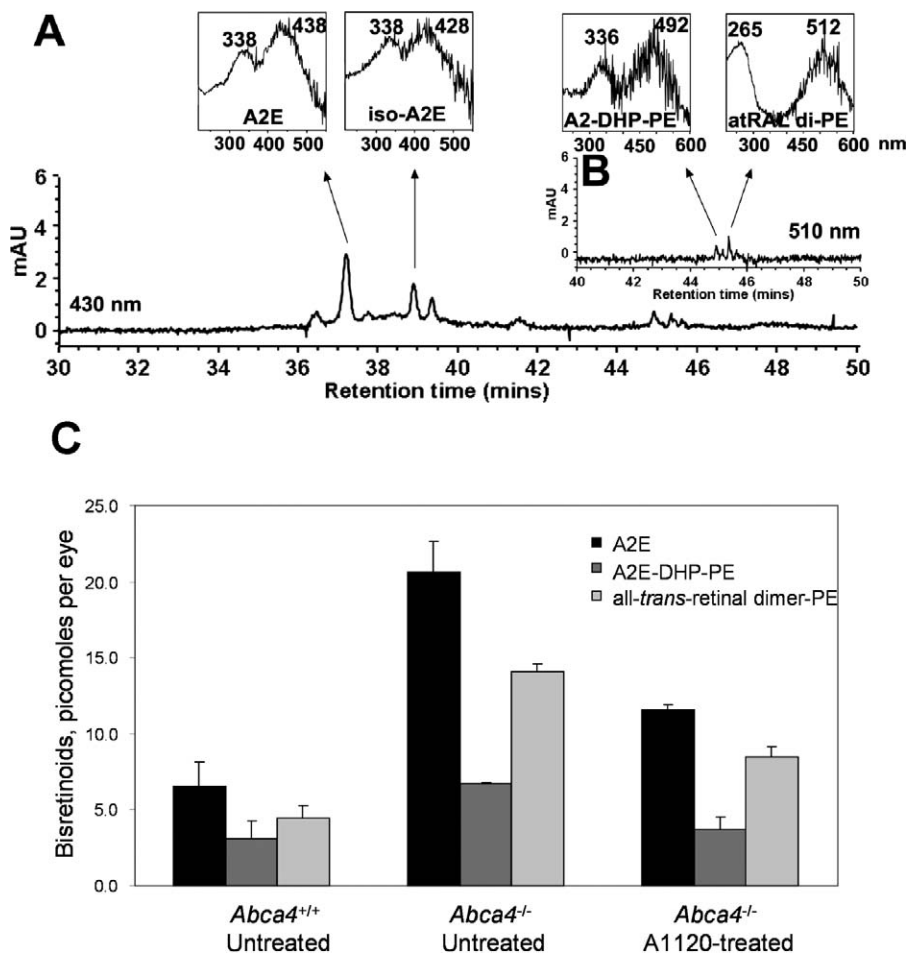 A
338 438
A2E
300 400 500
338 428
iso-A2E
300 400 500
336 492
A2-DHP-PE
300 450 600
265 512
atRAL di-PE
300 450 600 nm
B
6
4
2
0
mAU
510 nm
40 42 44 46 48 50
Retention time (mins)
6
4
2
0
mAU
430 nm
30 32 34 36 38 40 42 44 46 48 50
Retention time (mins)
C
Bisretinoids, picomoles per eye
25.0
20.0
15.0
10.0
5.0
0.0
A2E
A2E-DHP-PE
all-trans-retinal dimer-PE
Abca4+/+
Untreated
Abca4-/-
Untreated
Abca4-/-
A1120-treated